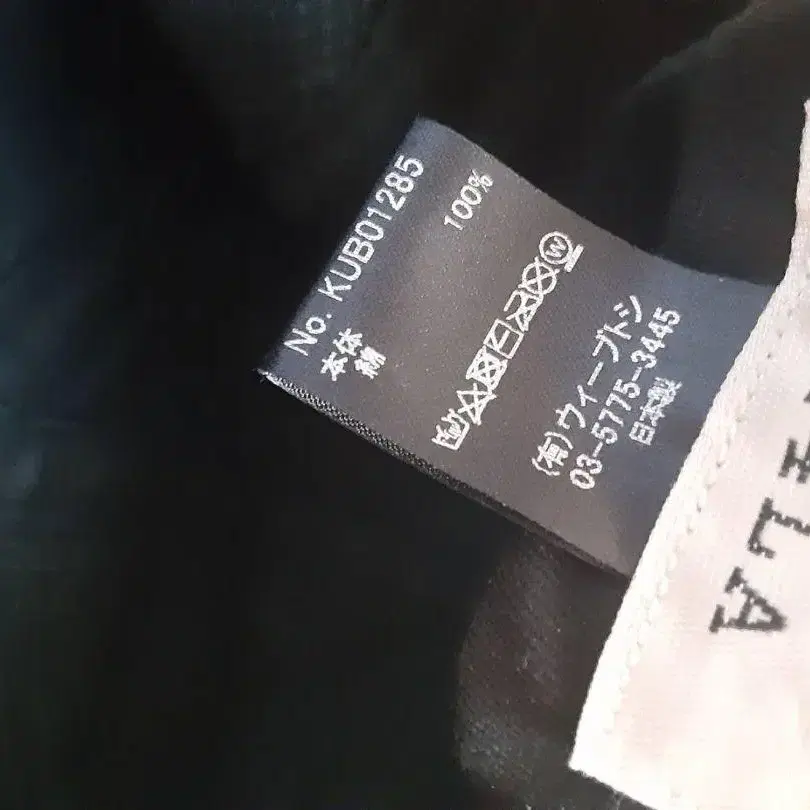 No. KUB01285
本体
綿 100%
(有)ウィーブトシ
03-5775-3445
日本製
LA